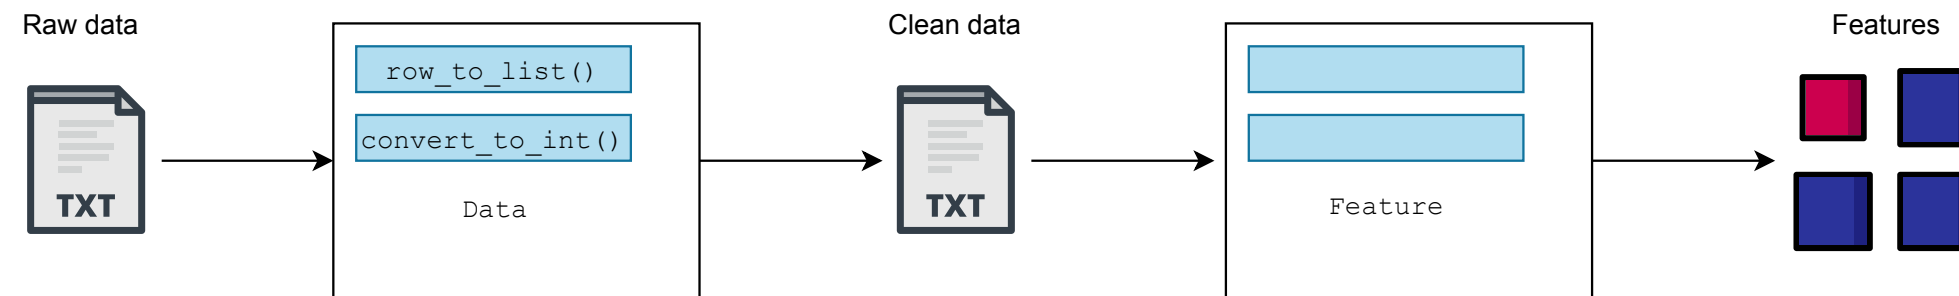 Raw data
TXT
row_to_list()
convert_to_int()
Data
Clean data
TXT
Feature
Features